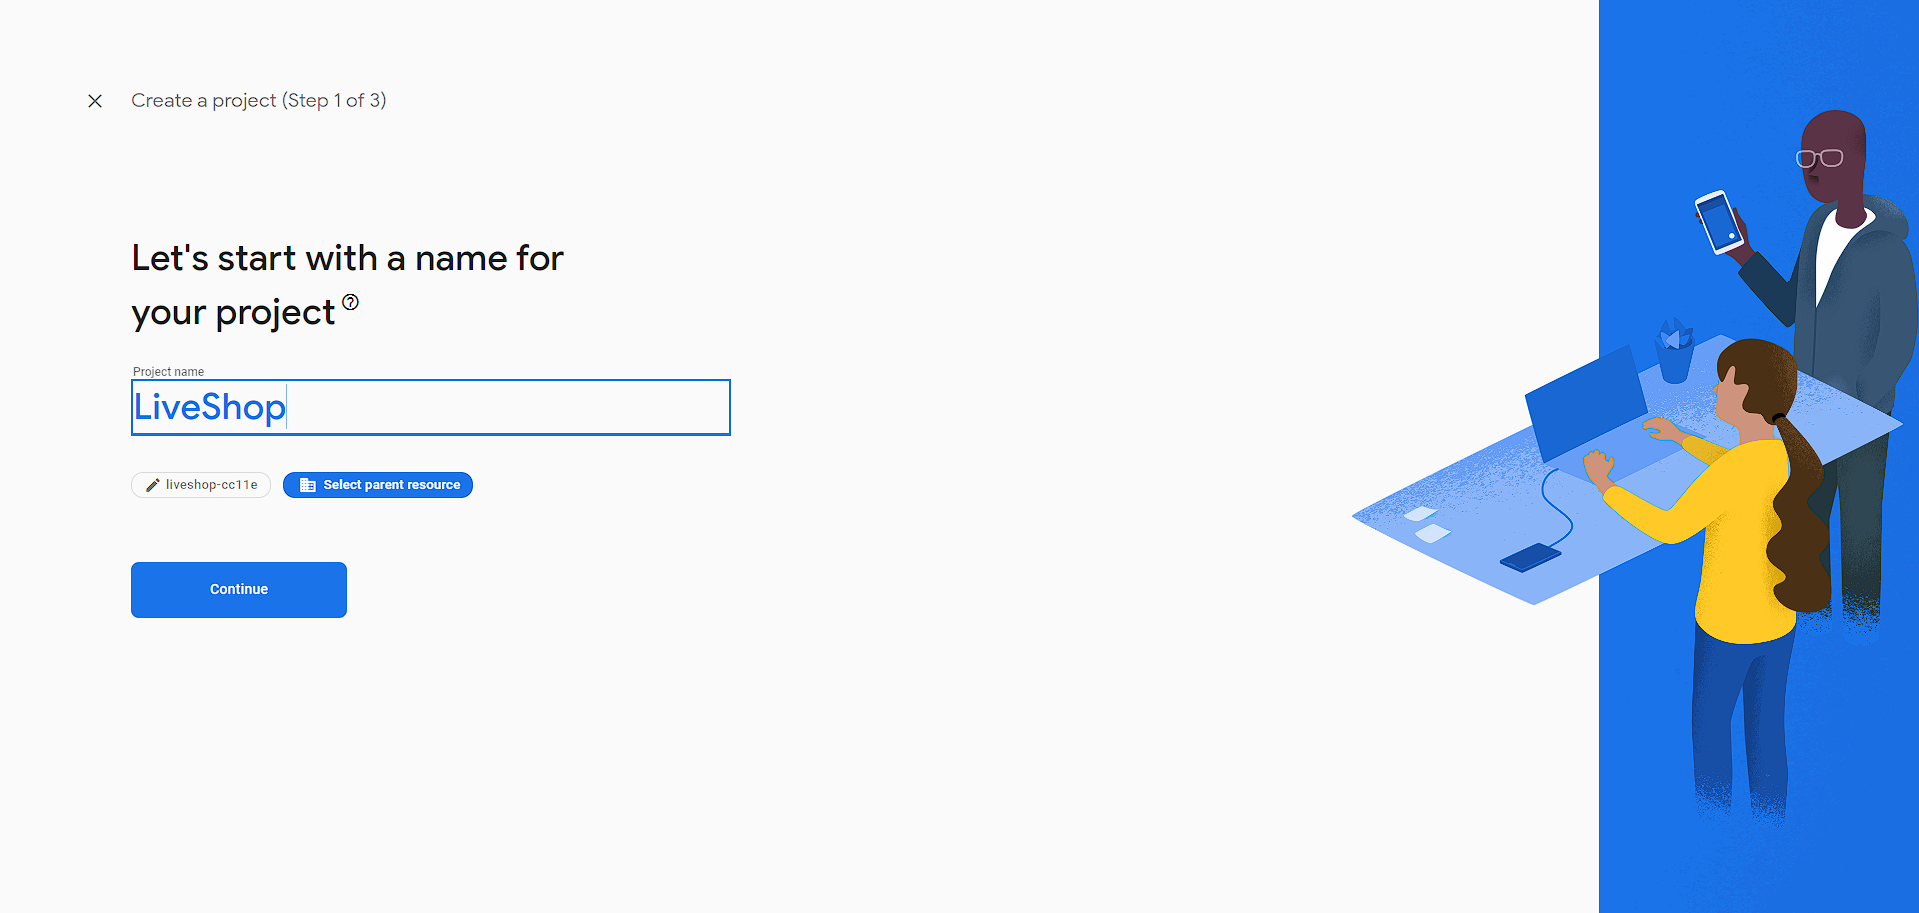 Create a project (Step 1 of 3)
Let's start with a name for
your project
Project name
LiveShop
liveshop-cc11e
Select parent resource
Continue